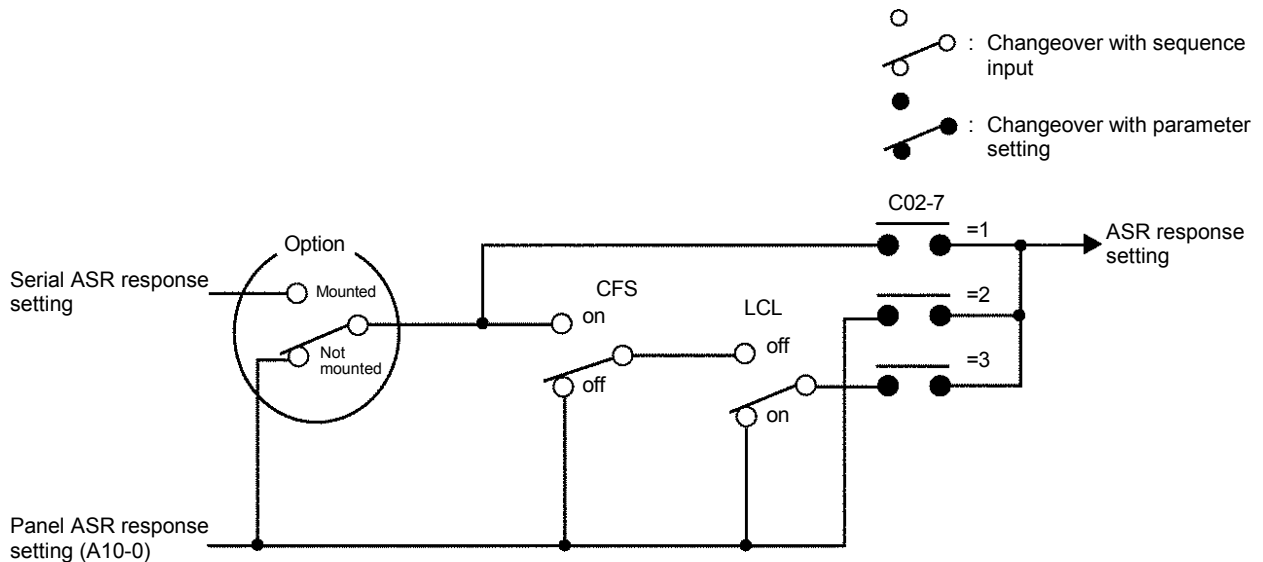 : Changeover with sequence
input
: Changeover with parameter
setting
C02-7
=1
ASR response
setting
Option
Serial ASR response
setting
Mounted
CFS
on
=2
LCL
off
Not
mounted
=3
off
on
Panel ASR response
setting (A10-0)